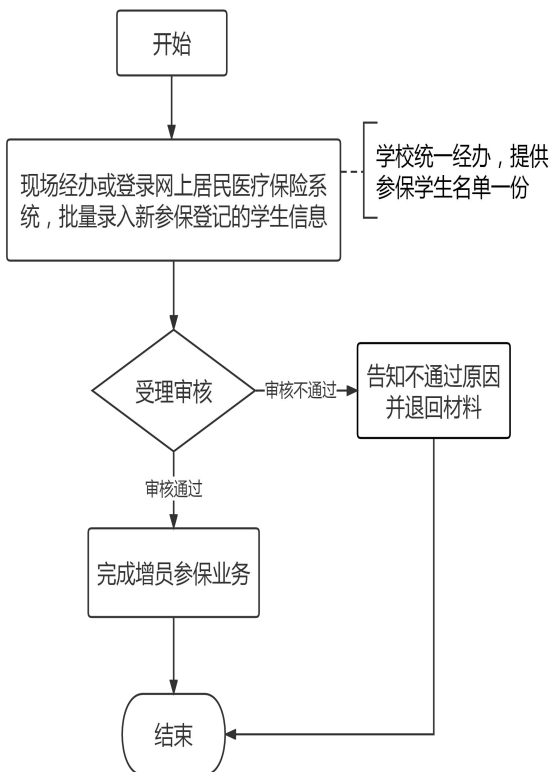 开始
现场经办或登录网上居民医疗保险系
统，批量录入新参保登记的学生信息
学校统一经办，提供
参保学生名单一份
受理审核
审核不通过
告知不通过原因
并退回材料
审核通过
完成增员参保业务
结束